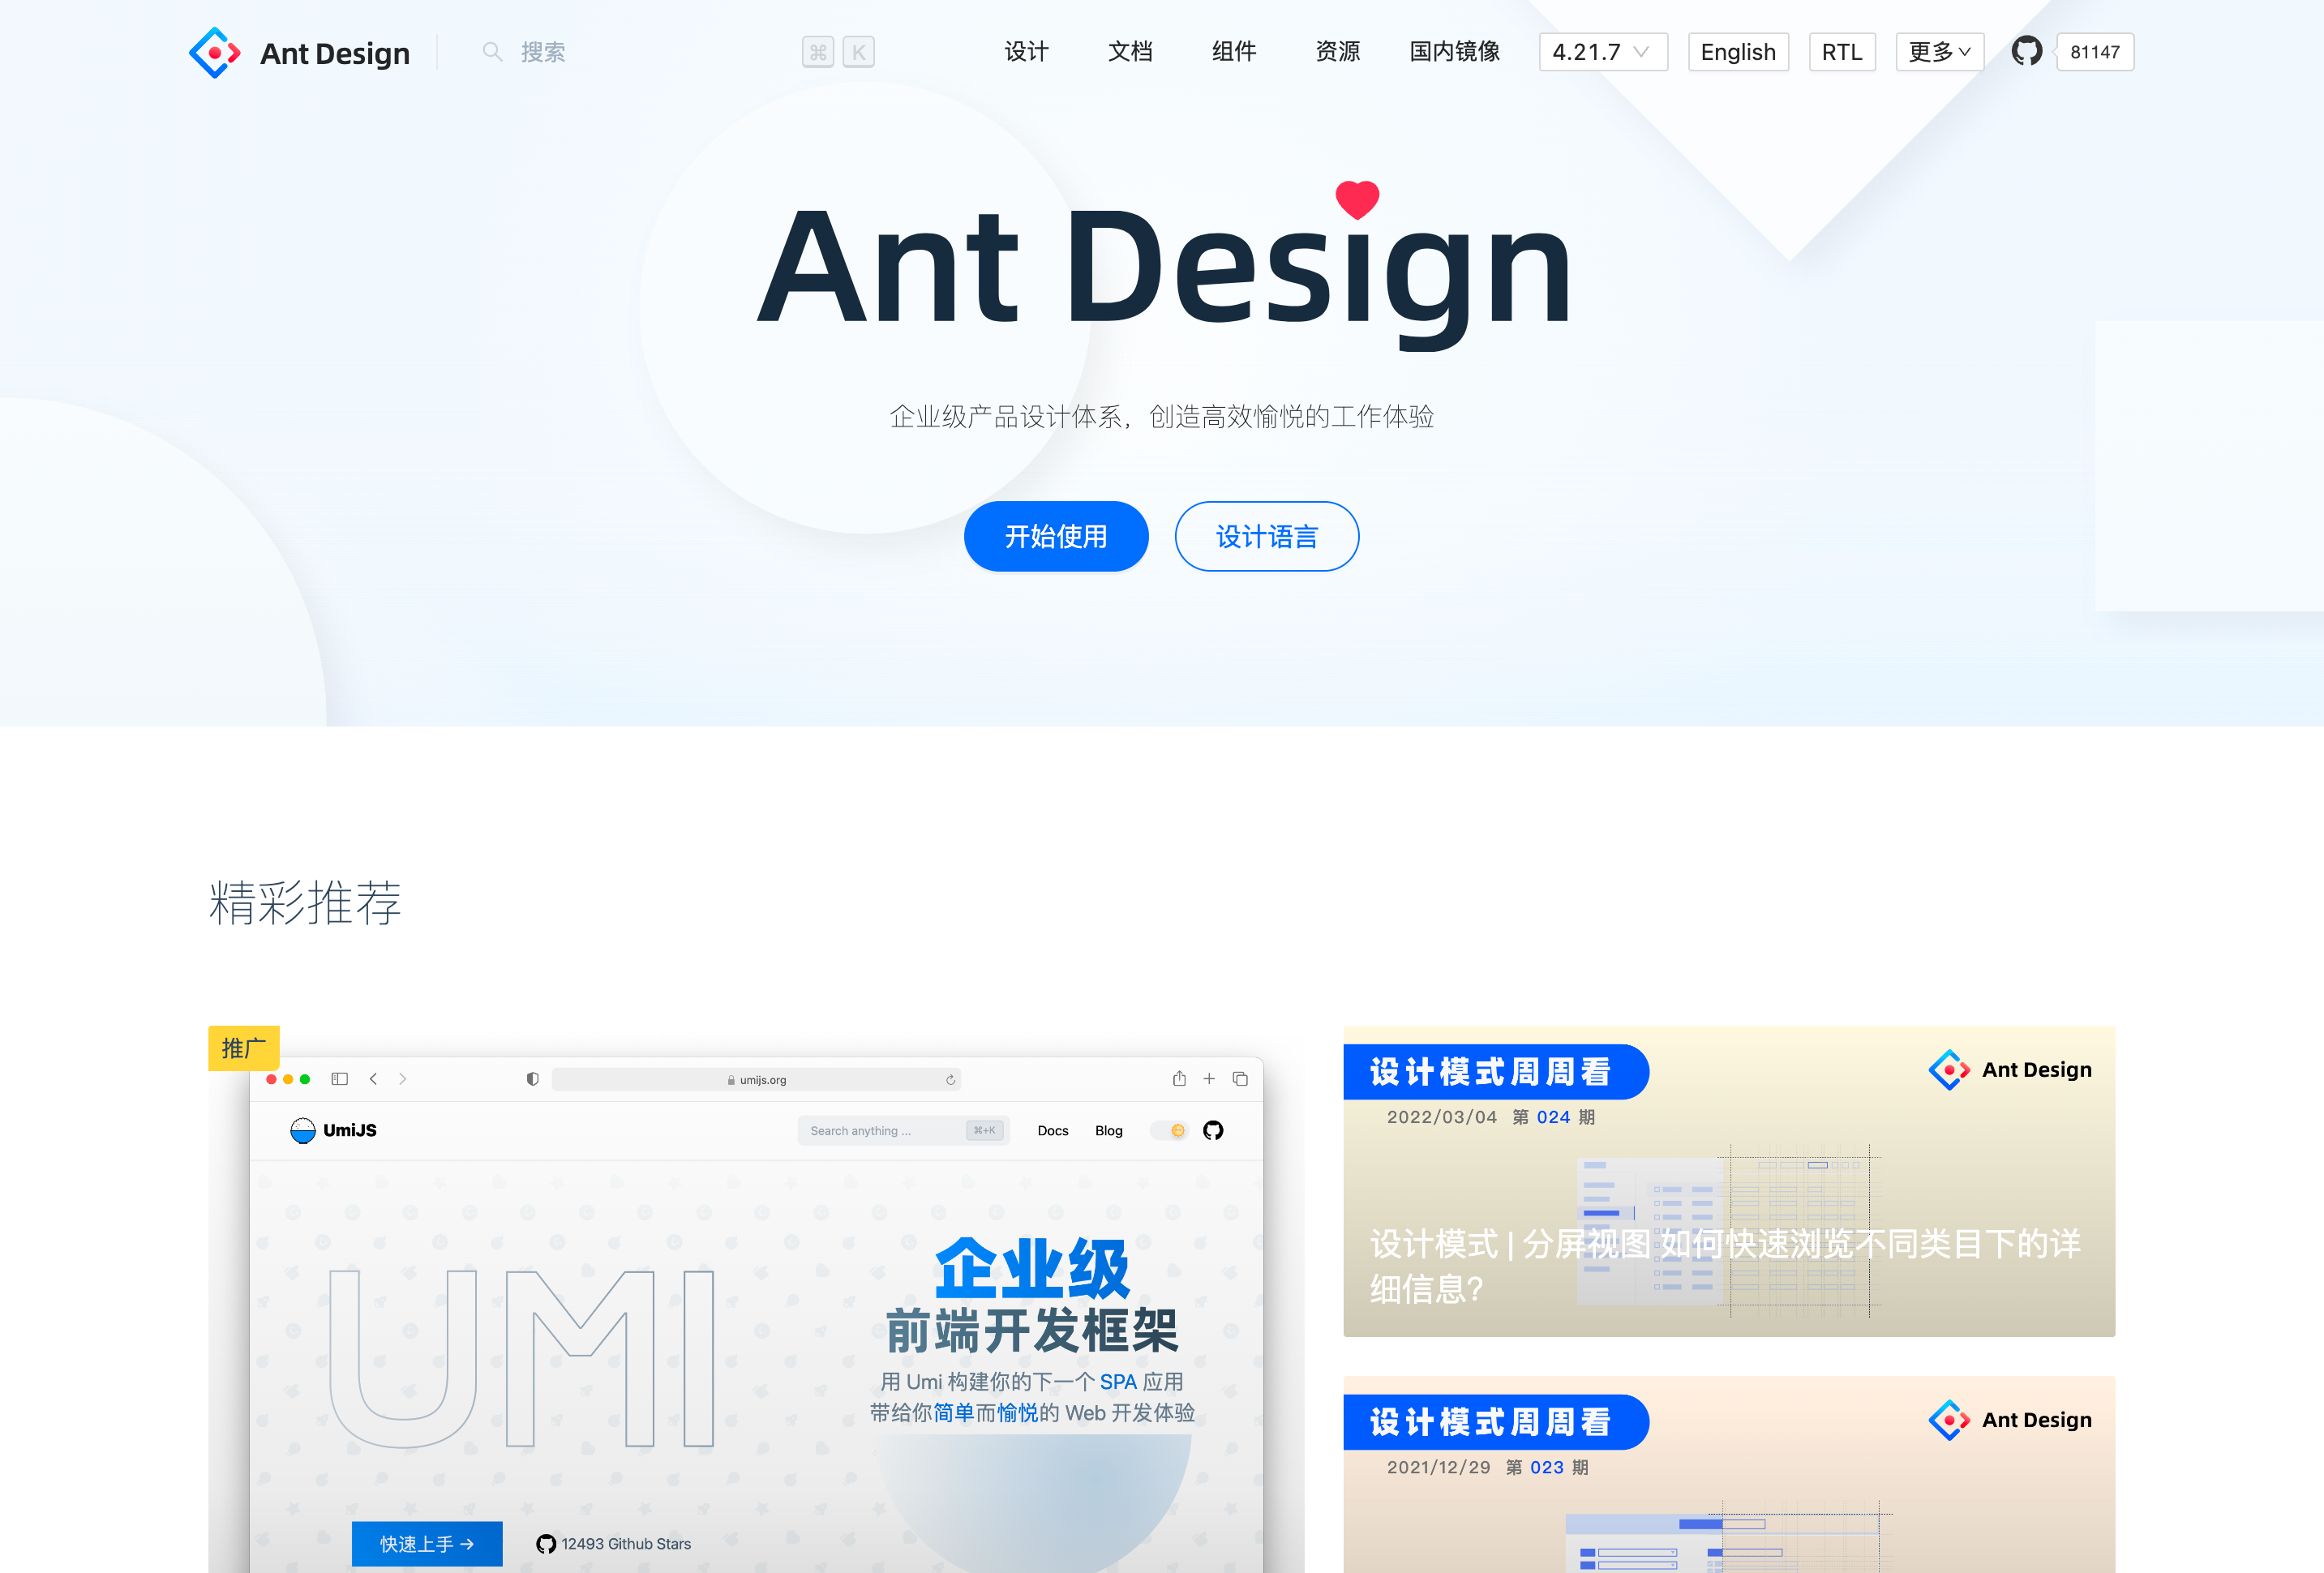 Ant Design
搜索
⌘ K
设计
文档
组件
资源
国内镜像
4.21.7
English
RTL
更多
81147
Ant Design
企业级产品设计体系，创造高效愉悦的工作体验
开始使用
设计语言
精彩推荐
推广
umijs.org
UmiJS
Search anything ...
⌘+K
Docs
Blog
UMI
企业级
前端开发框架
用 Umi 构建你的下一个 SPA 应用
带给你简单而愉悦的 Web 开发体验
快速上手 →
12493 Github Stars
设计模式周周看
Ant Design
2022/03/04 第 024 期
设计模式 | 分屏视图 如何快速浏览不同类目下的详
细信息？
设计模式周周看
Ant Design
2021/12/29 第 023 期